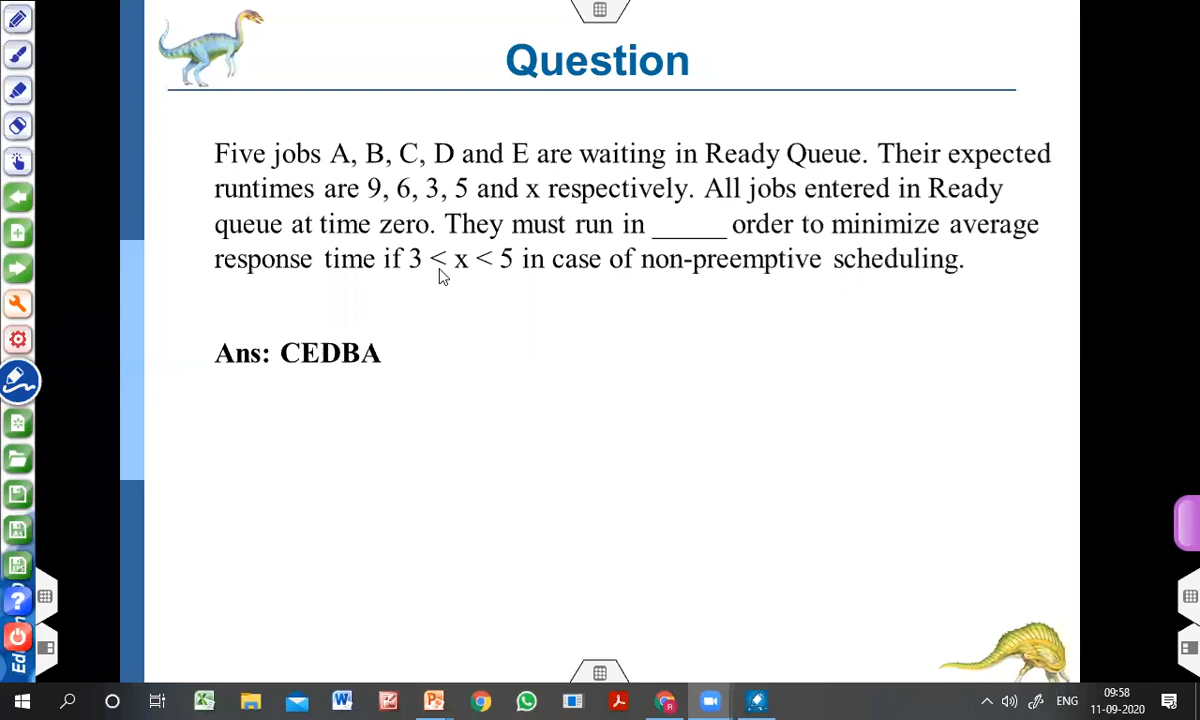 Question
Five jobs A, B, C, D and E are waiting in Ready Queue. Their expected
runtimes are 9, 6, 3, 5 and x respectively. All jobs entered in Ready
queue at time zero. They must run in ______ order to minimize average
response time if 3 < x < 5 in case of non-preemptive scheduling.
Ans: CEDBA
ENG
09:58
11-09-2020